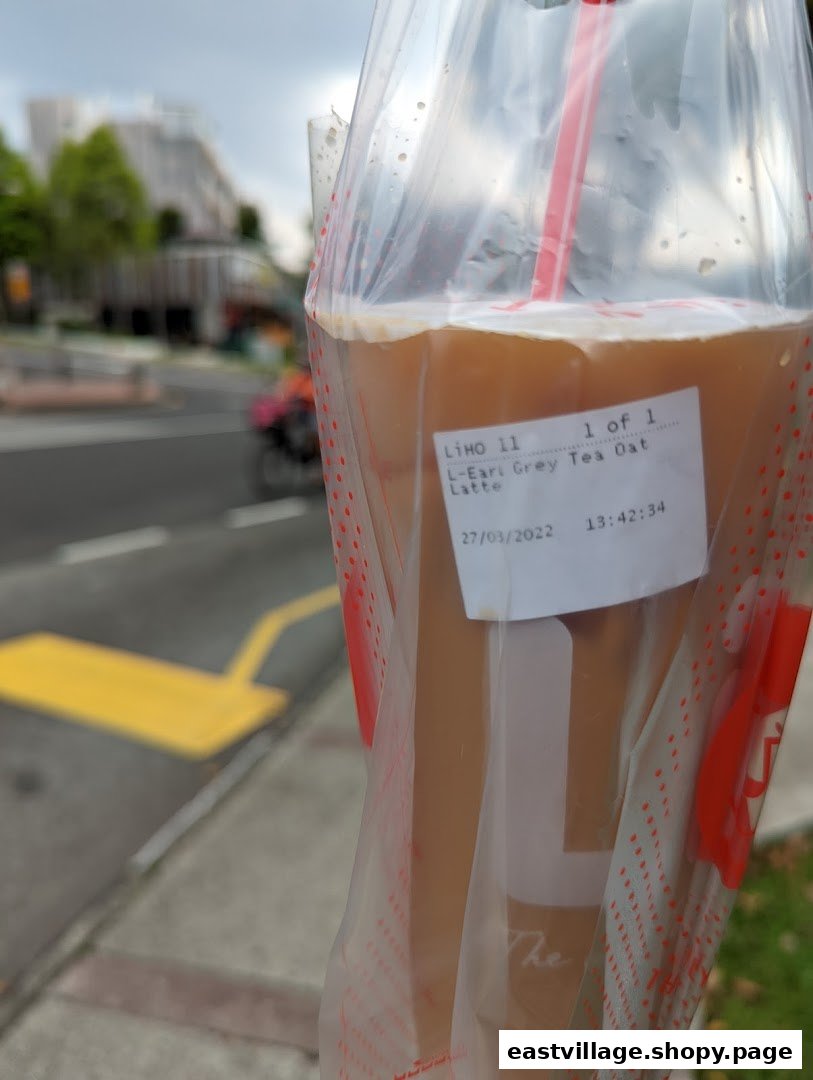 LiHO 11 1 of 1
L-Earl Grey Tea Oat
Latte
27/03/2022 13:42:34
L
The
eastvillage.shopy.page